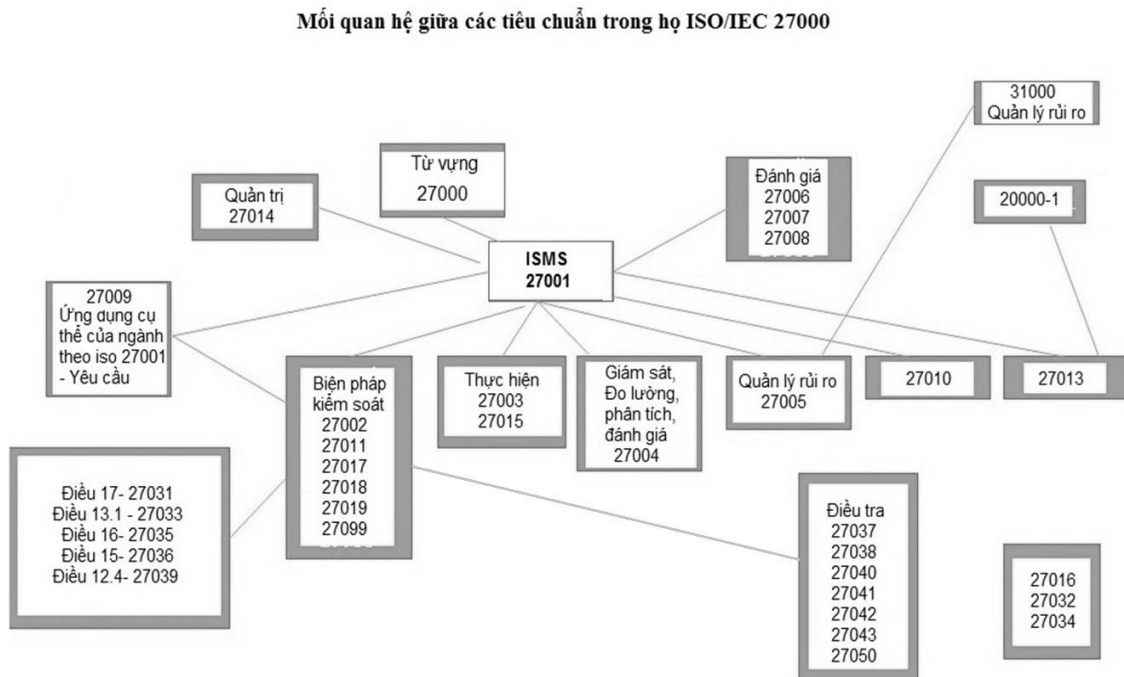 Mối quan hệ giữa các tiêu chuẩn trong họ ISO/IEC 27000
31000
Quản lý rủi ro
Từ vựng
27000
Đánh giá
27006
27007
27008
Quản trị
27014
20000-1
ISMS
27001
27009
Ứng dụng cụ
thể của ngành
theo iso 27001
- Yêu cầu
Biện pháp
kiểm soát
27002
27011
27017
27018
27019
27099
Thực hiện
27003
27015
Giám sát,
Đo lường,
phân tích,
đánh giá
27004
Quản lý rủi ro
27005
27010
27013
Điều 17- 27031
Điều 13.1 - 27033
Điều 16- 27035
Điều 15- 27036
Điều 12.4- 27039
Điều tra
27037
27038
27040
27041
27042
27043
27050
27016
27032
27034